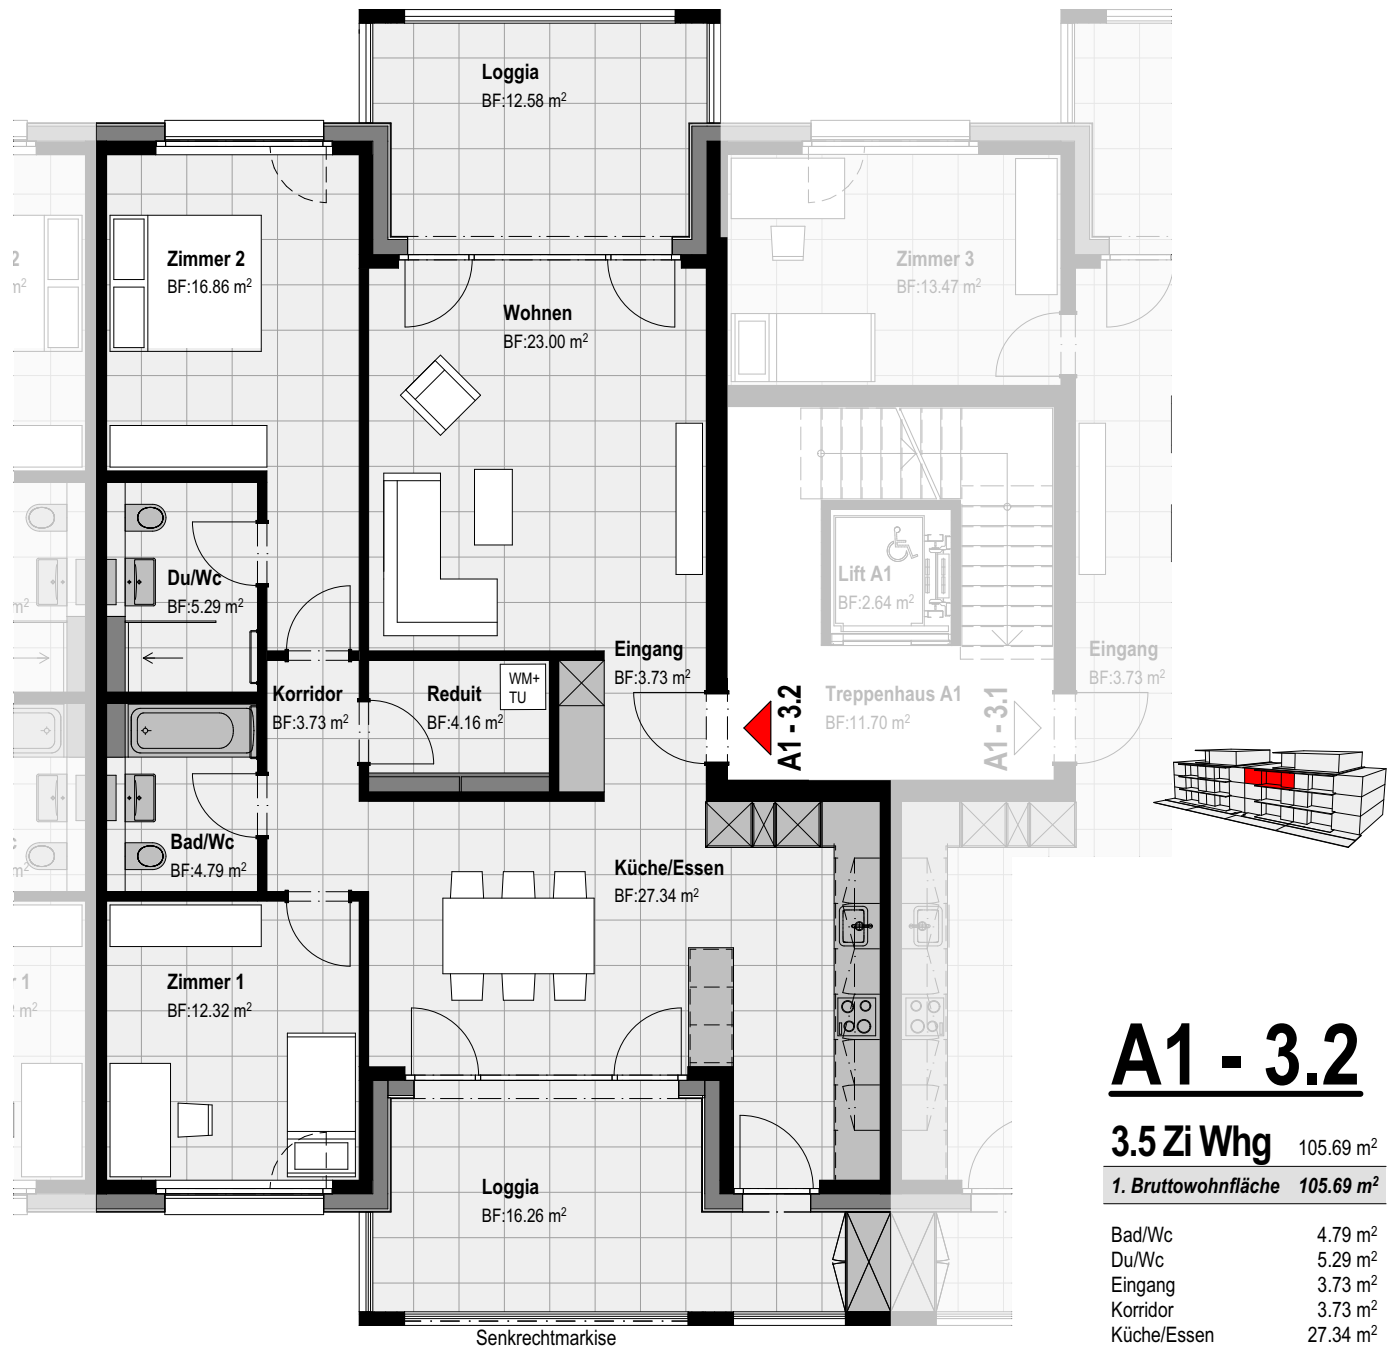 Loggia
BF:12.58 m²
Zimmer 2
BF:16.86 m²
2
m²
Zimmer 3
BF:13.47 m²
Wohnen
BF:23.00 m²
Du/Wc
BF:5.29 m²
m²
Lift A1
BF:2.64 m²
Eingang
BF:3.73 m²
Eingang
BF:3.73 m²
Korridor
BF:3.73 m²
Reduit
BF:4.16 m²
WM+
TU
A1 - 3.2
Treppenhaus A1
BF:11.70 m²
A1 - 3.1
Bad/Wc
BF:4.79 m²
c
m²
Küche/Essen
BF:27.34 m²
Zimmer 1
BF:12.32 m²
r 1
m²
Loggia
BF:16.26 m²
Senkrechtmarkise
A1 - 3.2
3.5 Zi Whg 105.69 m²
1. Bruttowohnfläche 105.69 m²
Bad/Wc 4.79 m²
Du/Wc 5.29 m²
Eingang 3.73 m²
Korridor 3.73 m²
Küche/Essen 27.34 m²